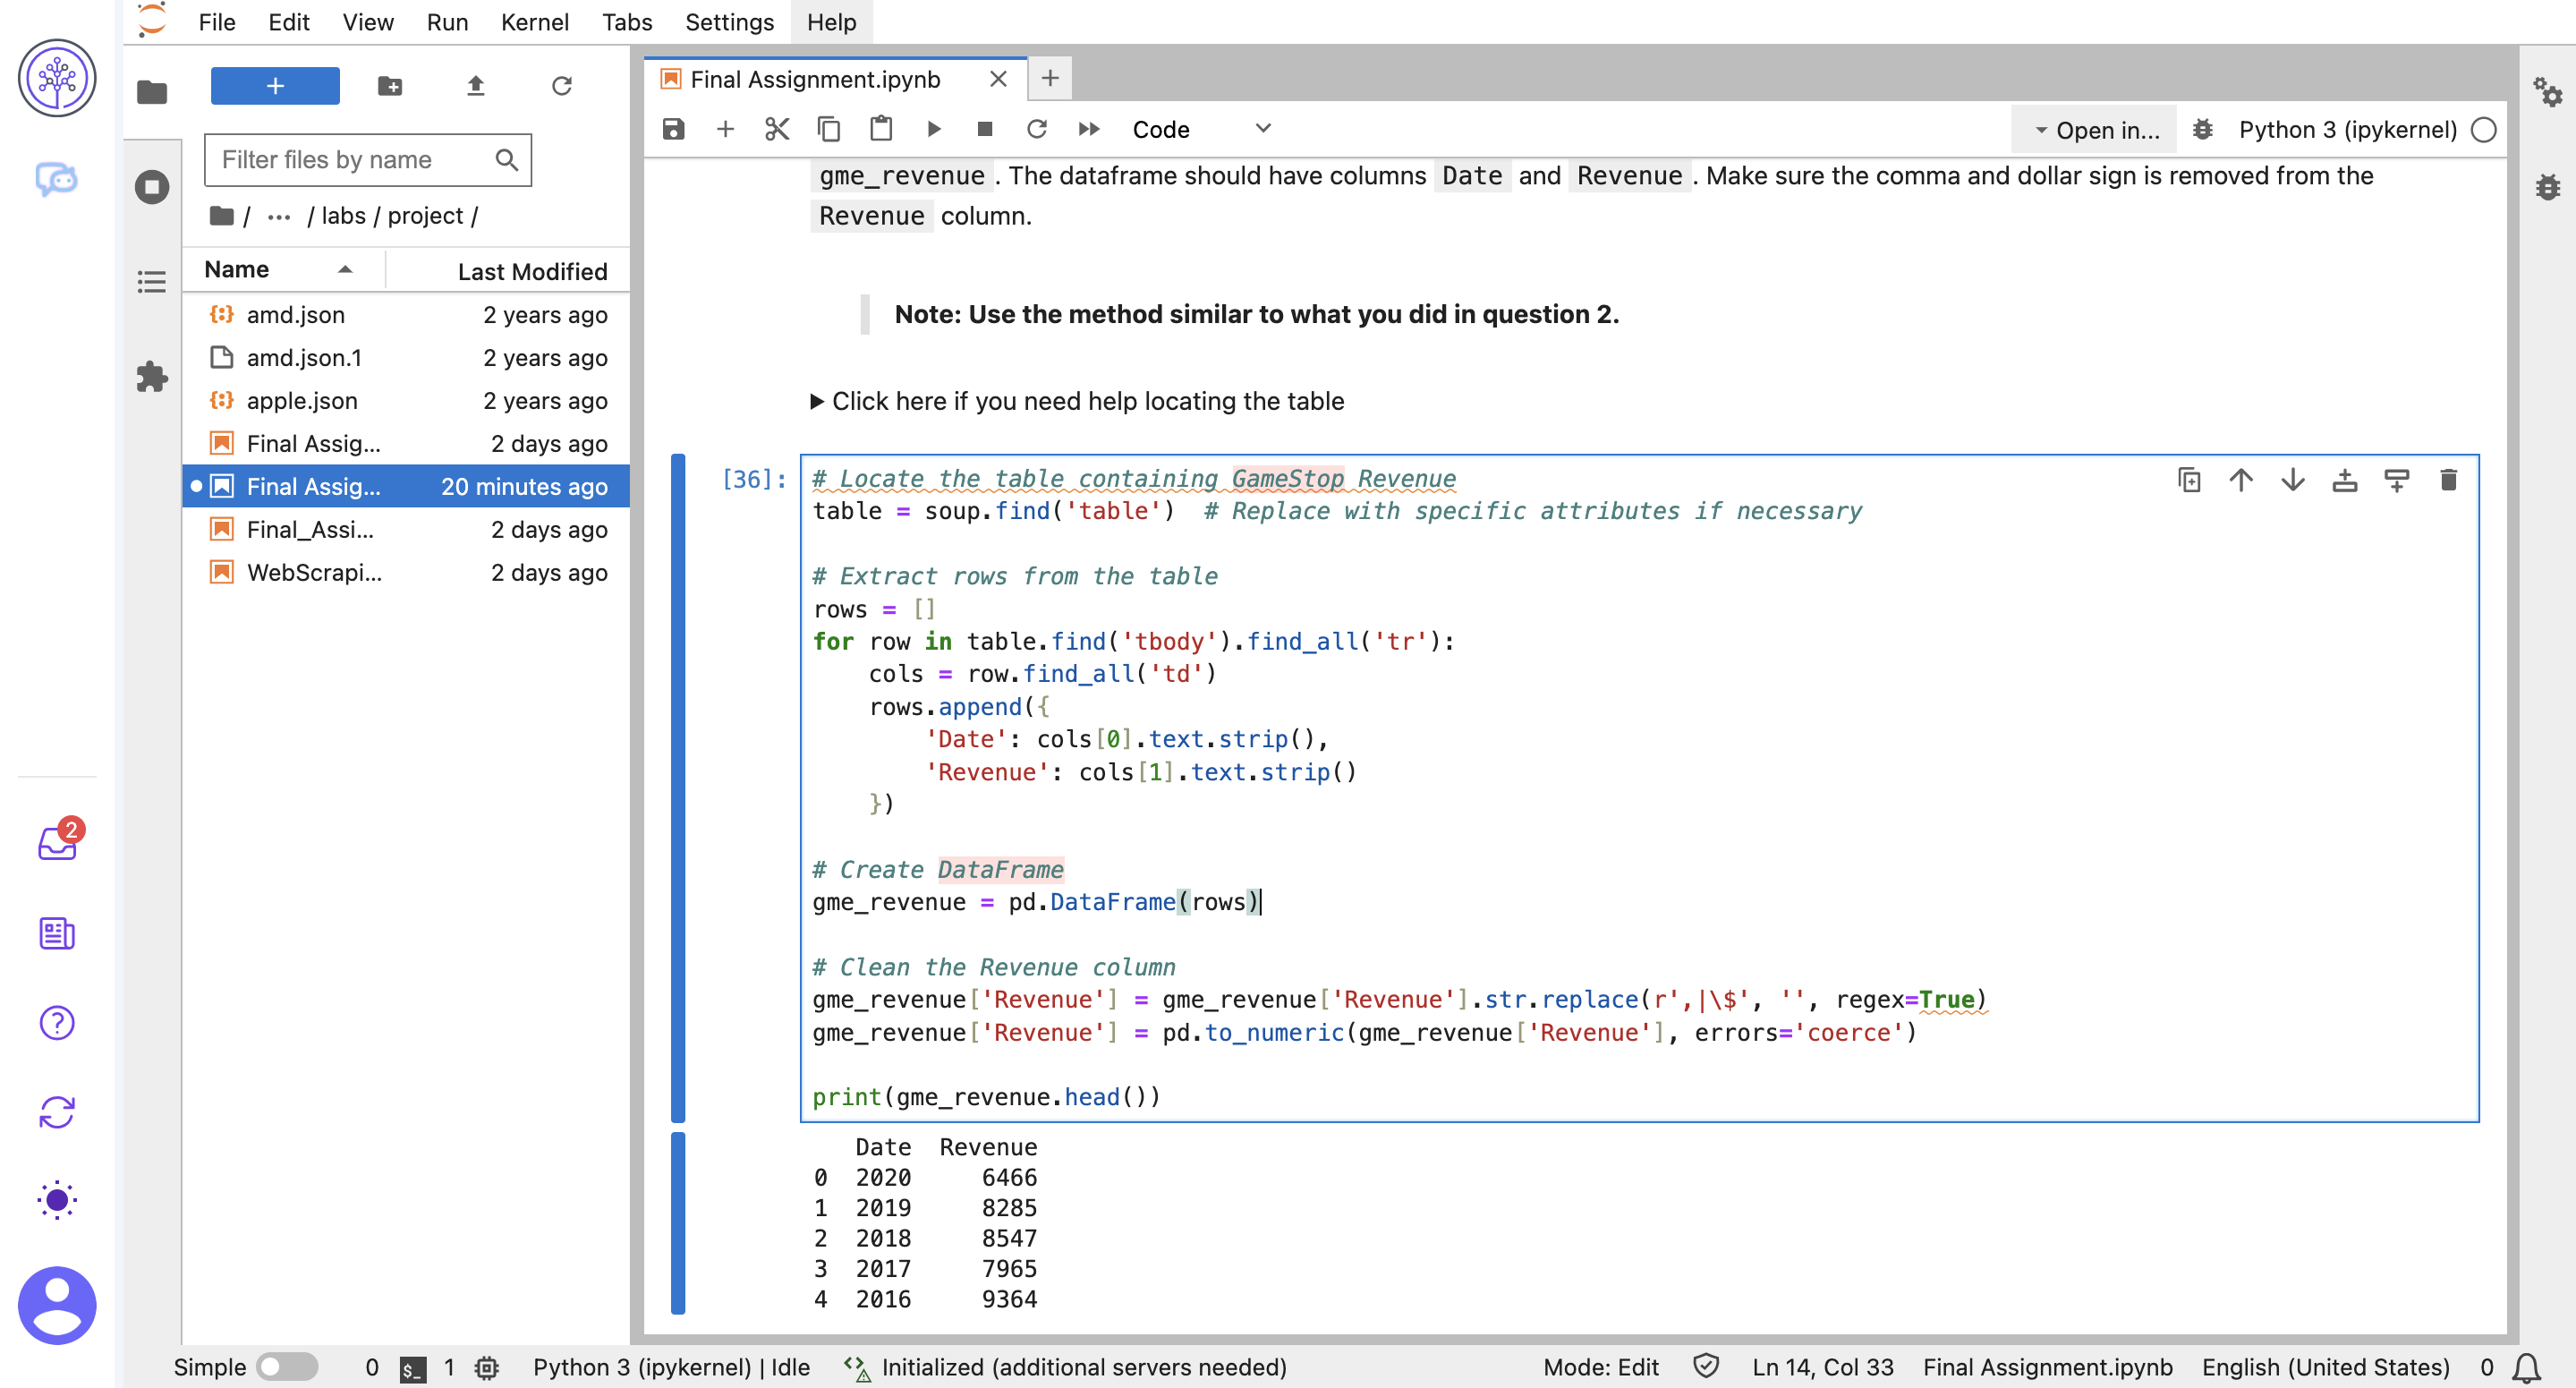 File Edit View Run Kernel Tabs Settings Help
+
Filter files by name
/ ... / labs / project /
Name Last Modified
amd.json 2 years ago
amd.json.1 2 years ago
apple.json 2 years ago
Final Assig... 2 days ago
Final Assig... 20 minutes ago
Final_Assi... 2 days ago
WebScrapi... 2 days ago
2
Final Assignment.ipynb
Code
Open in...
Python 3 (ipykernel)
gme_revenue . The dataframe should have columns Date and Revenue . Make sure the comma and dollar sign is removed from the
Revenue column.
Note: Use the method similar to what you did in question 2.
Click here if you need help locating the table
[36]:
# Locate the table containing GameStop Revenue
table = soup.find('table')  # Replace with specific attributes if necessary
# Extract rows from the table
rows = []
for row in table.find('tbody').find_all('tr'):
    cols = row.find_all('td')
    rows.append({
        'Date': cols[0].text.strip(),
        'Revenue': cols[1].text.strip()
    })
# Create DataFrame
gme_revenue = pd.DataFrame(rows)
# Clean the Revenue column
gme_revenue['Revenue'] = gme_revenue['Revenue'].str.replace(r',|\$', '', regex=True)
gme_revenue['Revenue'] = pd.to_numeric(gme_revenue['Revenue'], errors='coerce')
print(gme_revenue.head())
   Date  Revenue
0  2020     6466
1  2019     8285
2  2018     8547
3  2017     7965
4  2016     9364
Simple 0 $_ 1 Python 3 (ipykernel) | Idle Initialized (additional servers needed) Mode: Edit Ln 14, Col 33 Final Assignment.ipynb English (United States) 0